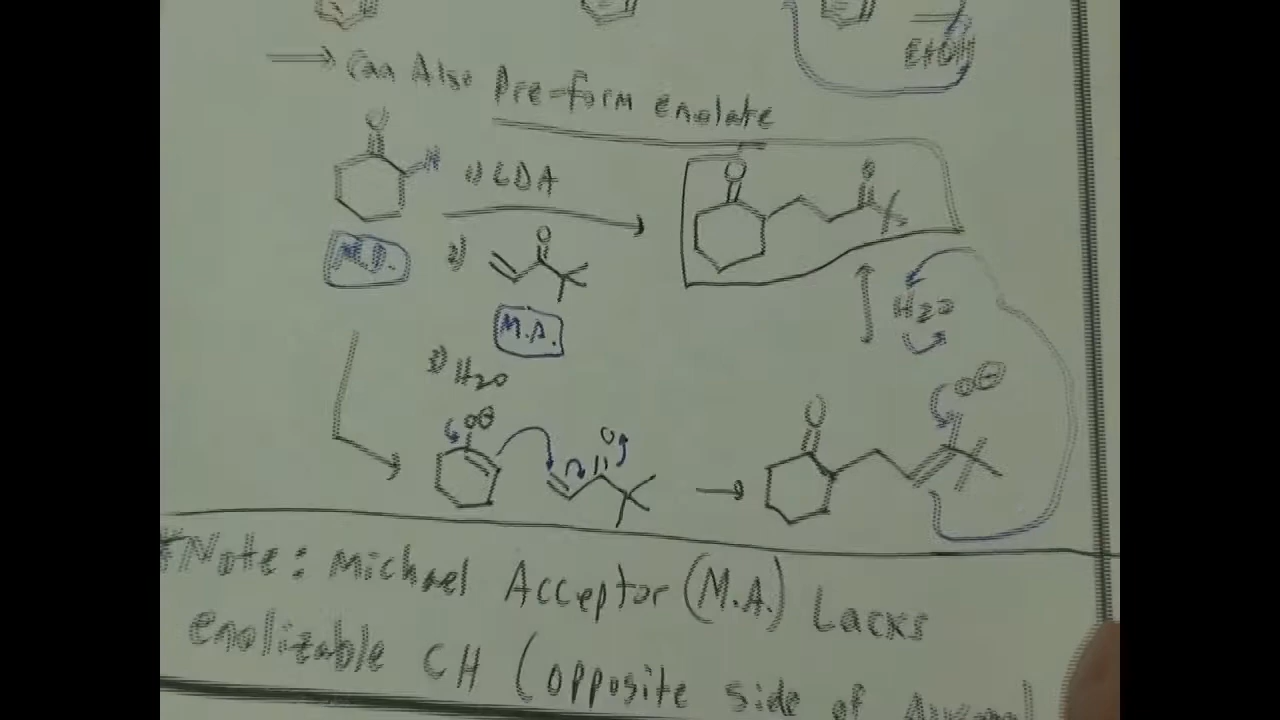 EtOH
⟹ Can Also Pre-form enolate
O
H
1) LDA
O
O
M.D.
2)
O
M.A.
H2O
3) H2O
O⊖
O
O
O⊖
*Note: Michael Acceptor (M.A.) Lacks
enolizable CH (opposite side of